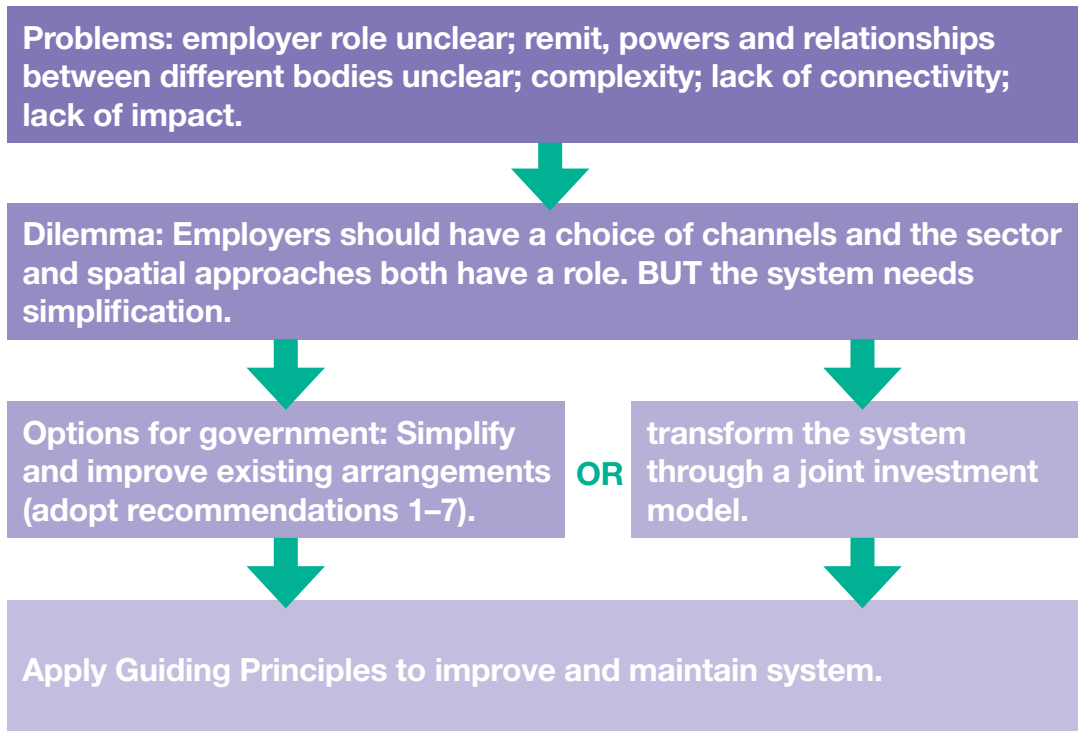 Problems: employer role unclear; remit, powers and relationships
between different bodies unclear; complexity; lack of connectivity;
lack of impact.
Dilemma: Employers should have a choice of channels and the sector
and spatial approaches both have a role. BUT the system needs
simplification.
Options for government: Simplify
and improve existing arrangements
(adopt recommendations 1–7).
OR
transform the system
through a joint investment
model.
Apply Guiding Principles to improve and maintain system.